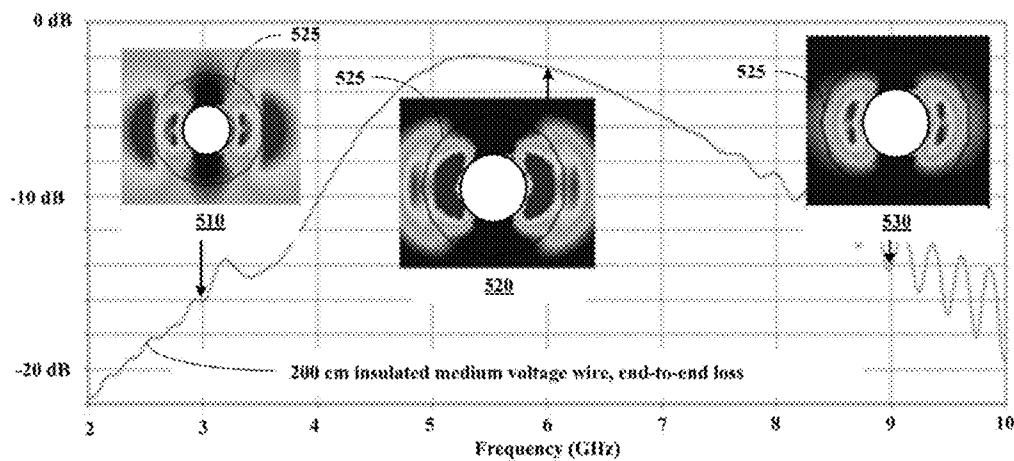 0 dB
525
525
525
-10 dB
510
520
530
-20 dB
200 cm insulated medium voltage wire, end-to-end loss
2 3 4 5 6 7 8 9 10
Frequency (GHz)